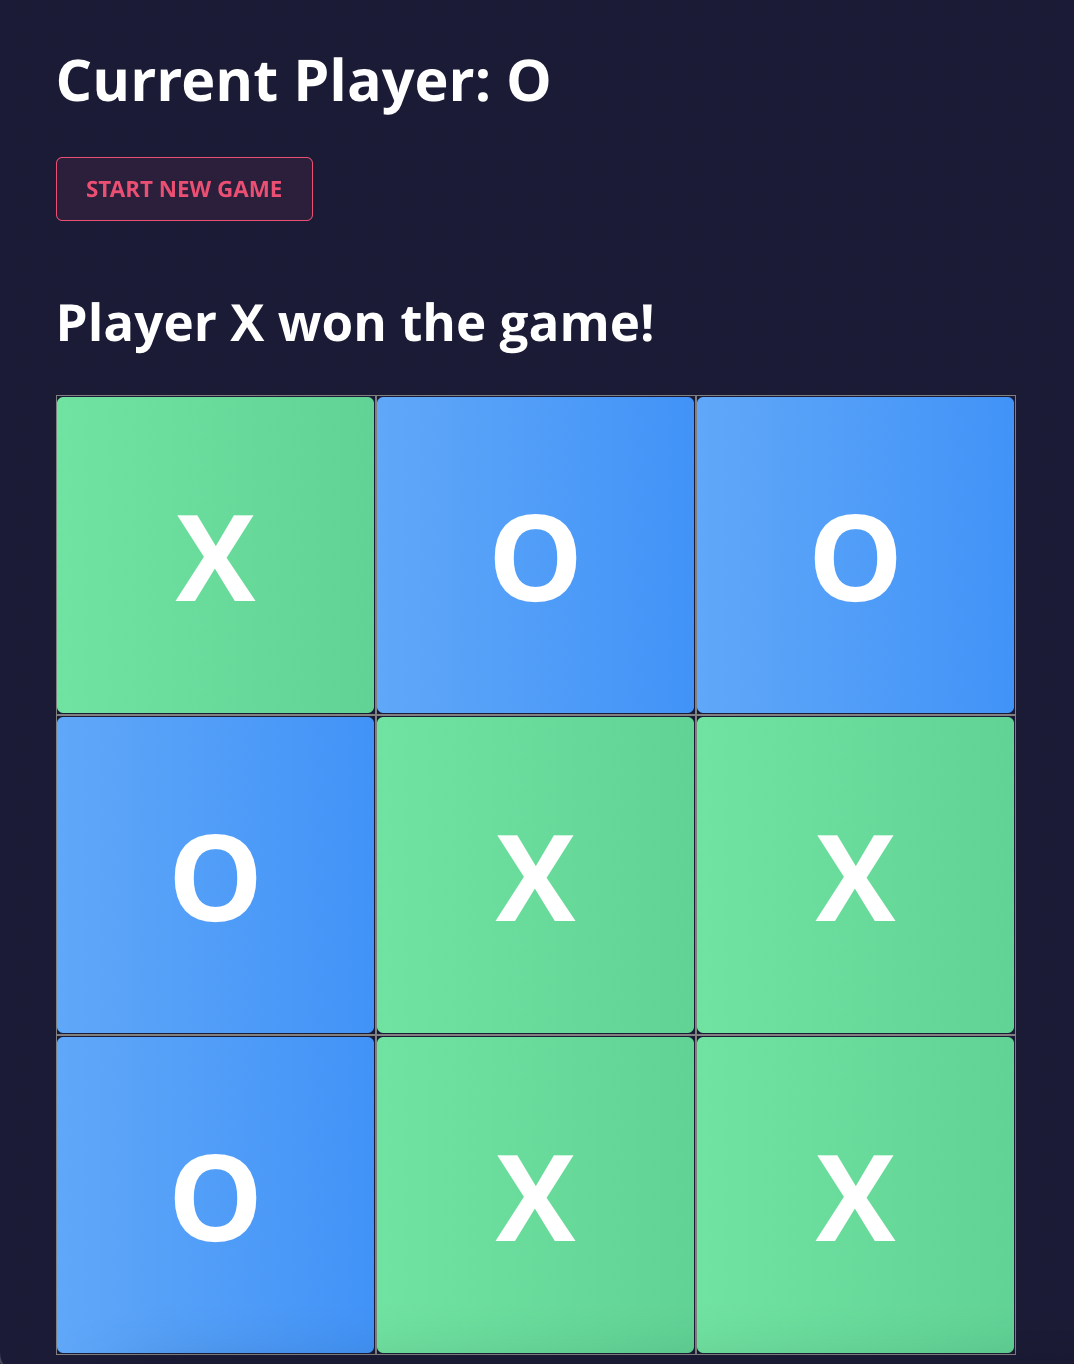 Current Player: O
START NEW GAME
Player X won the game!
X O O
O X X
O X X